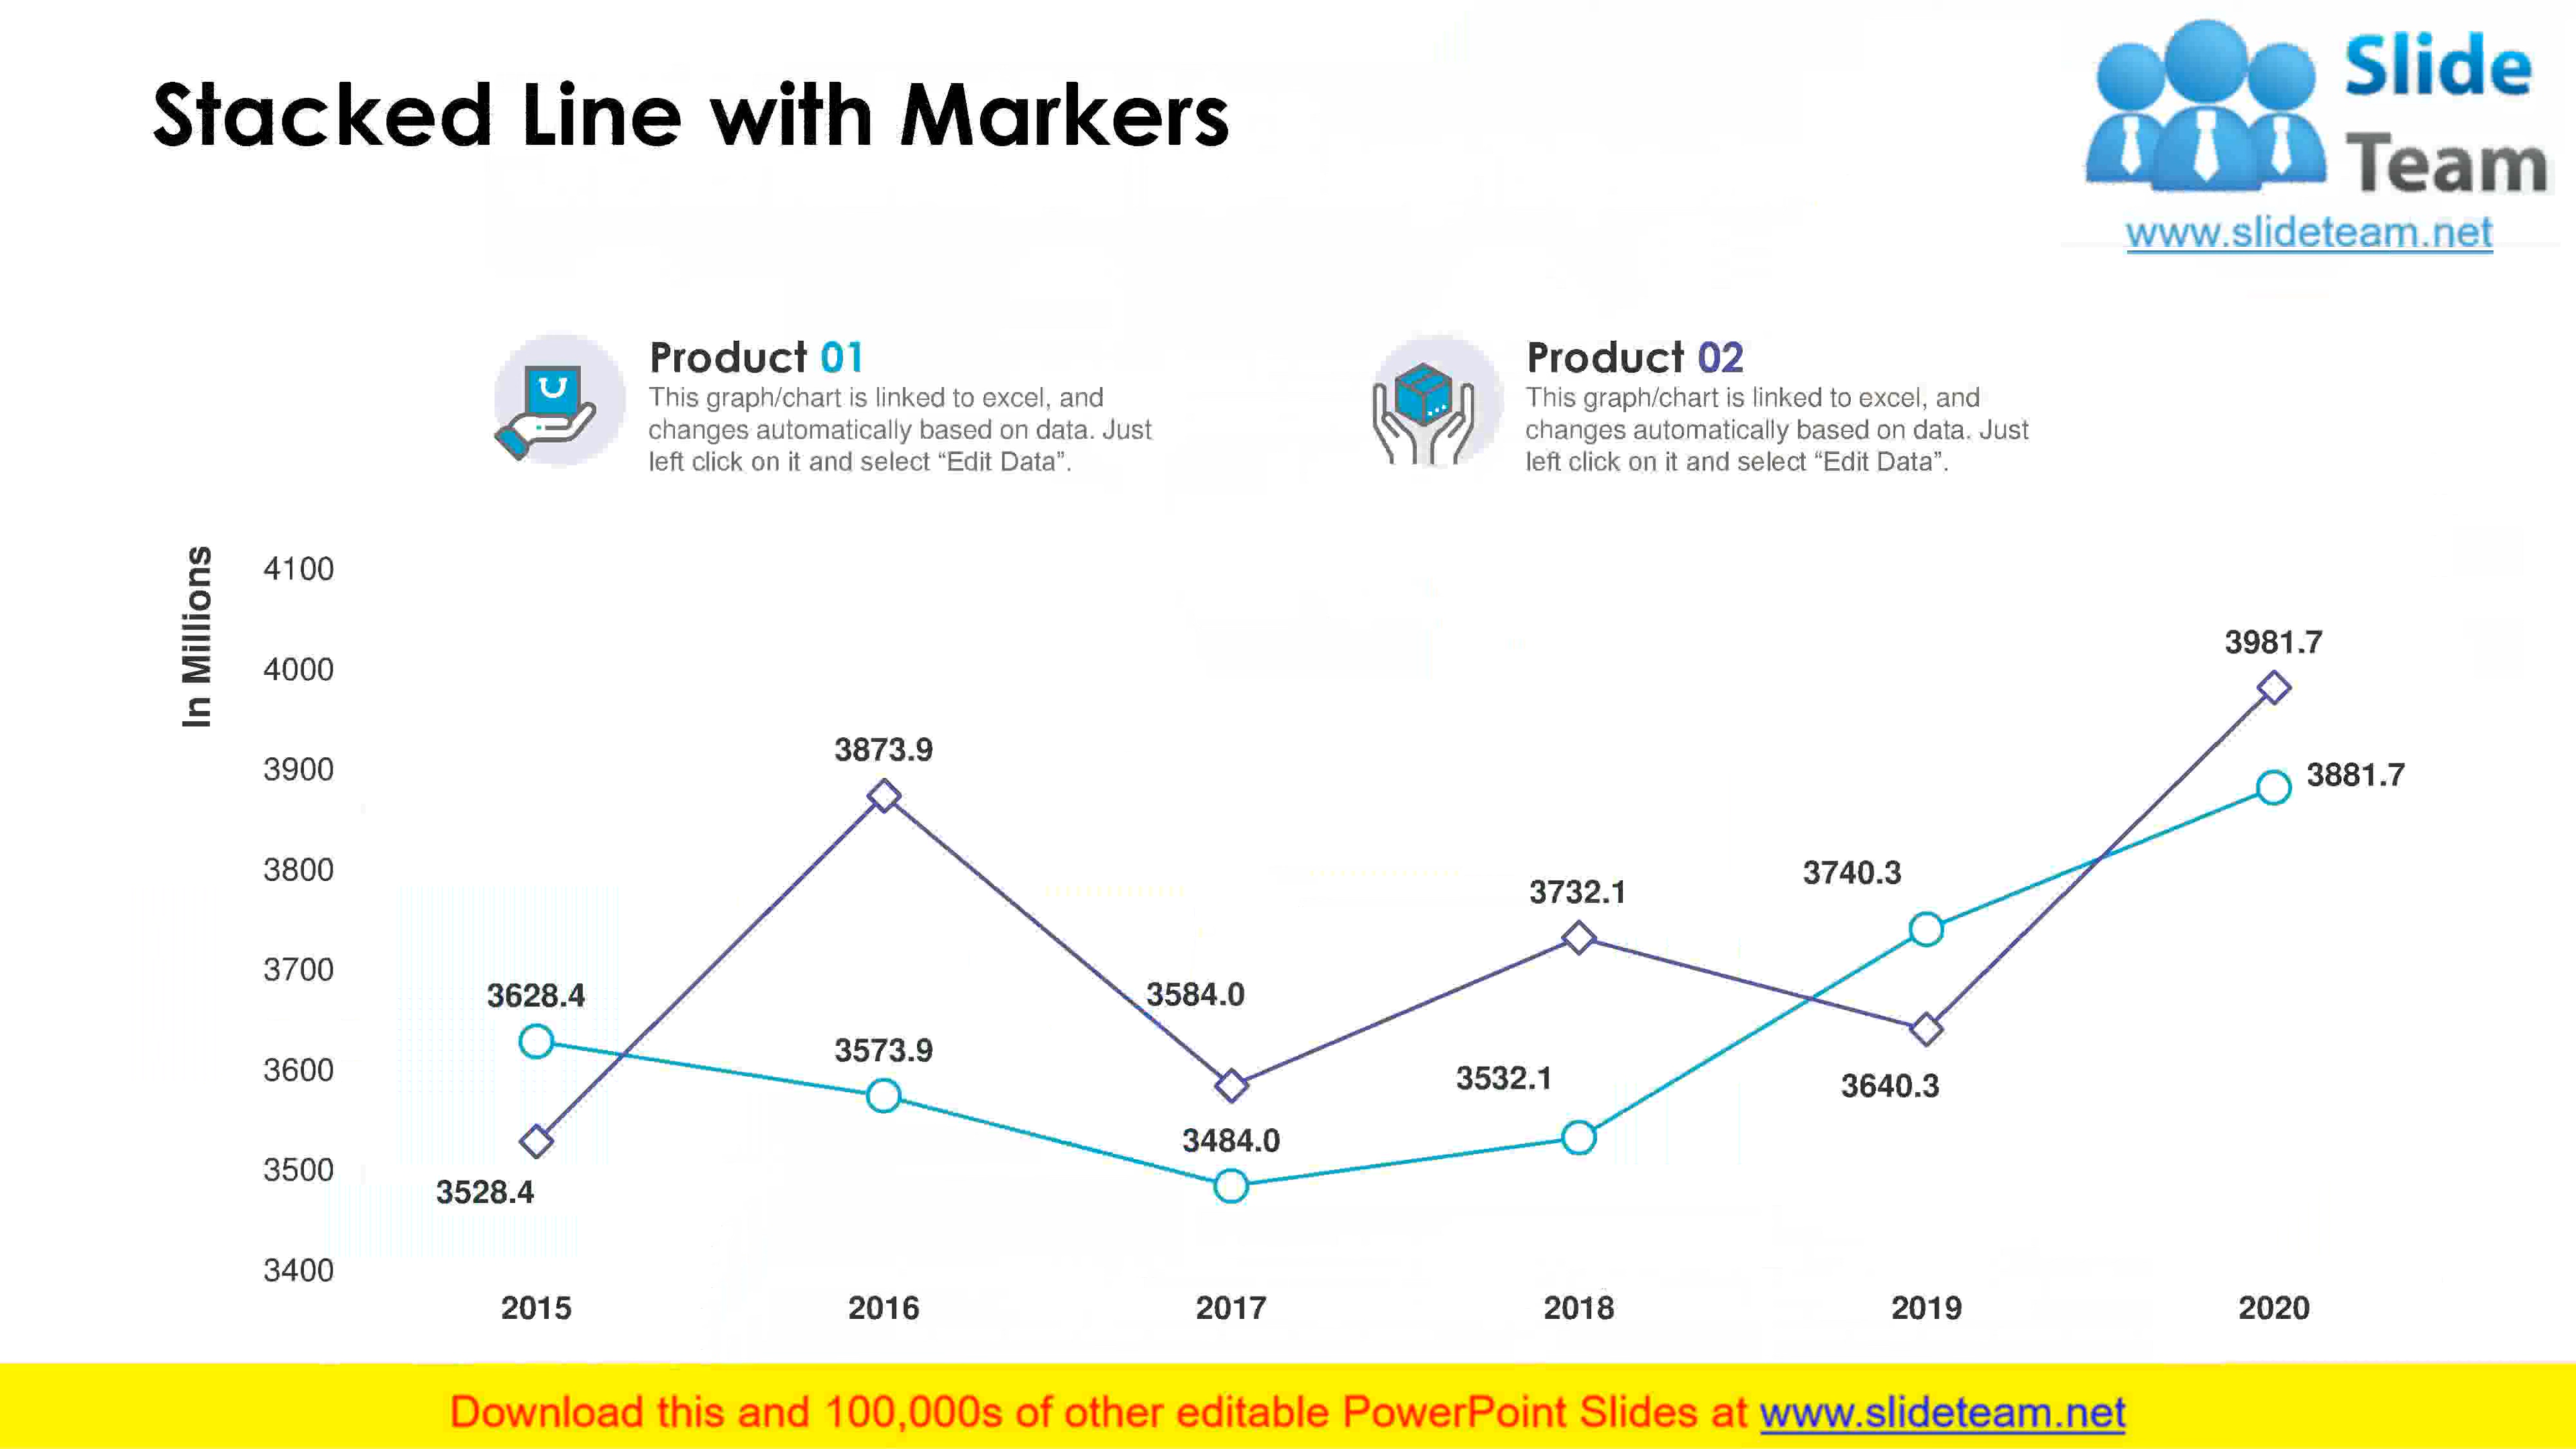 Stacked Line with Markers
Slide
Team
www.slideteam.net
Product 01
This graph/chart is linked to excel, and
changes automatically based on data. Just
left click on it and select “Edit Data”.
Product 02
This graph/chart is linked to excel, and
changes automatically based on data. Just
left click on it and select “Edit Data”.
In Millions
4100
4000
3900
3800
3700
3600
3500
3400
3628.4
3528.4
3873.9
3573.9
3584.0
3484.0
3732.1
3532.1
3740.3
3640.3
3981.7
3881.7
2015 2016 2017 2018 2019 2020
Download this and 100,000s of other editable PowerPoint Slides at www.slideteam.net